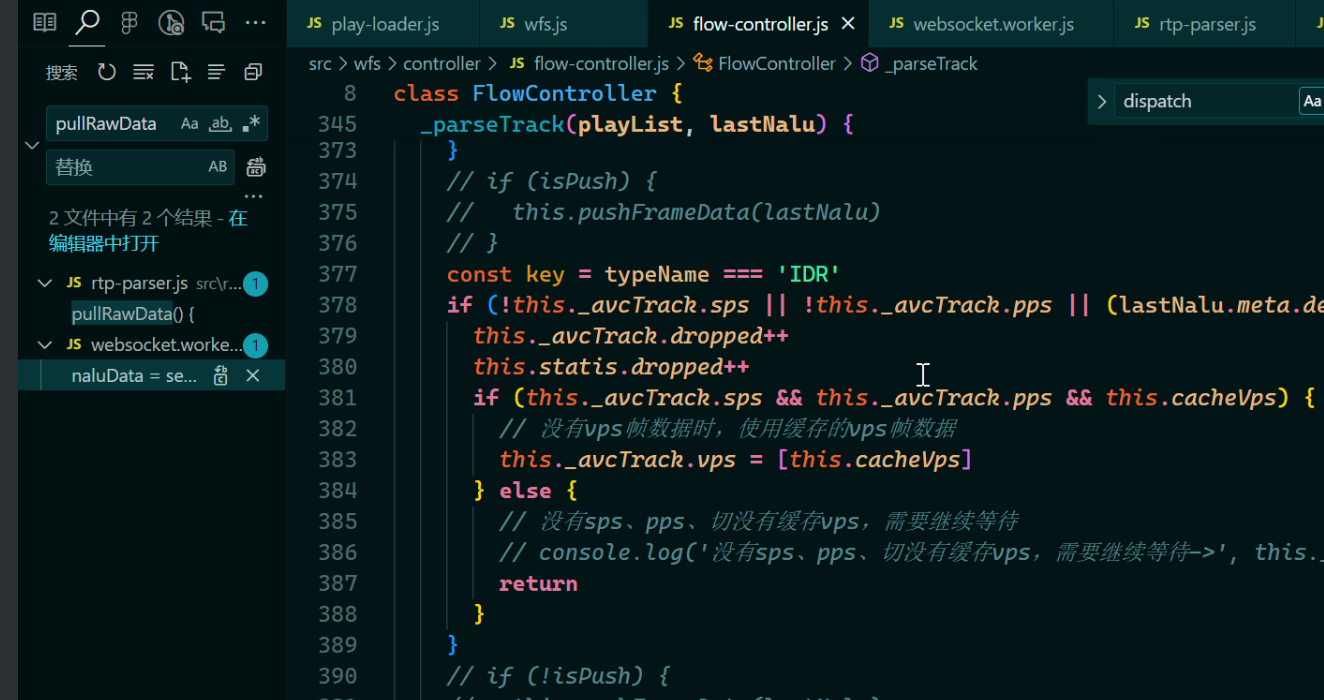 JS play-loader.js JS wfs.js JS flow-controller.js JS websocket.worker.js JS rtp-parser.js
搜索
src > wfs > controller > JS flow-controller.js > FlowController > _parseTrack
pullRawData Aa ab
替换 AB
2 文件中有 2 个结果 - 在
编辑器中打开
JS rtp-parser.js src\r... 1
pullRawData() {
JS websocket.worke... 1
naluData = se...
dispatch Aa
8 class FlowController {
345 _parseTrack(playList, lastNalu) {
373 }
374 // if (isPush) {
375 //   this.pushFrameData(lastNalu)
376 // }
377 const key = typeName === 'IDR'
378 if (!this._avcTrack.sps || !this._avcTrack.pps || (lastNalu.meta.de
379 this._avcTrack.dropped++
380 this.statis.dropped++
381 if (this._avcTrack.sps && this._avcTrack.pps && this.cacheVps) {
382 // 没有vps帧数据时，使用缓存的vps帧数据
383 this._avcTrack.vps = [this.cacheVps]
384 } else {
385 // 没有sps、pps、切没有缓存vps，需要继续等待
386 // console.log('没有sps、pps、切没有缓存vps，需要继续等待->', this.
387 return
388 }
389 }
390 // if (!isPush) {